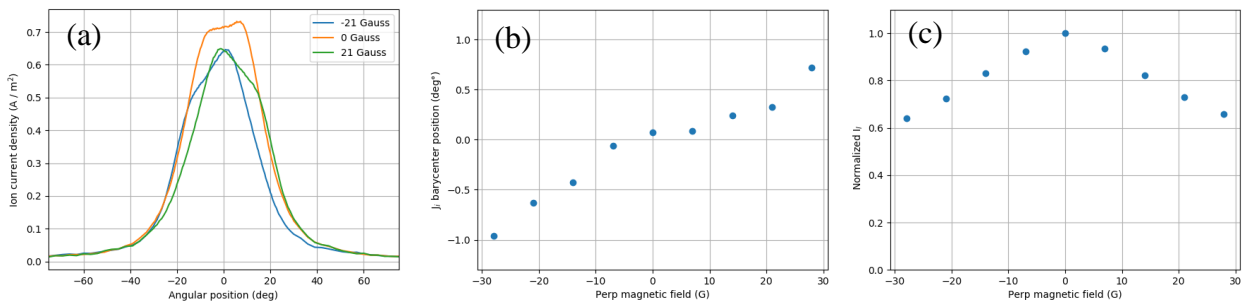 (a)
-21 Gauss
0 Gauss
21 Gauss
0.7
0.6
0.5
0.4
0.3
0.2
0.1
0.0
Ion current density (A / m²)
−60 −40 −20 0 20 40 60
Angular position (deg)
(b)
1.0
0.5
0.0
−0.5
−1.0
Jᵢ barycenter position (deg°)
−30 −20 −10 0 10 20 30
Perp magnetic field (G)
(c)
1.0
0.8
0.6
0.4
0.2
0.0
Normalized Iᵢ
−30 −20 −10 0 10 20 30
Perp magnetic field (G)